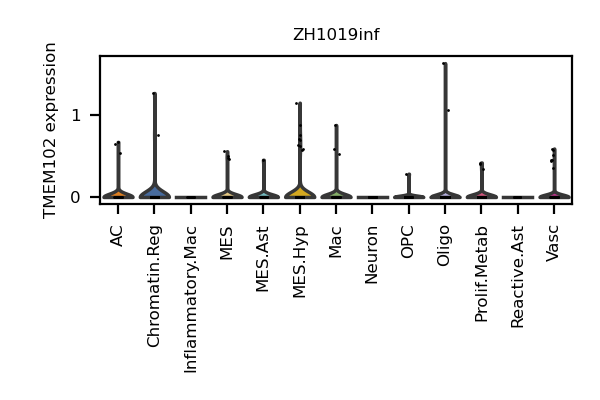 ZH1019inf
TMEM102 expression
1
0
AC
Chromatin.Reg
Inflammatory.Mac
MES
MES.Ast
MES.Hyp
Mac
Neuron
OPC
Oligo
Prolif.Metab
Reactive.Ast
Vasc